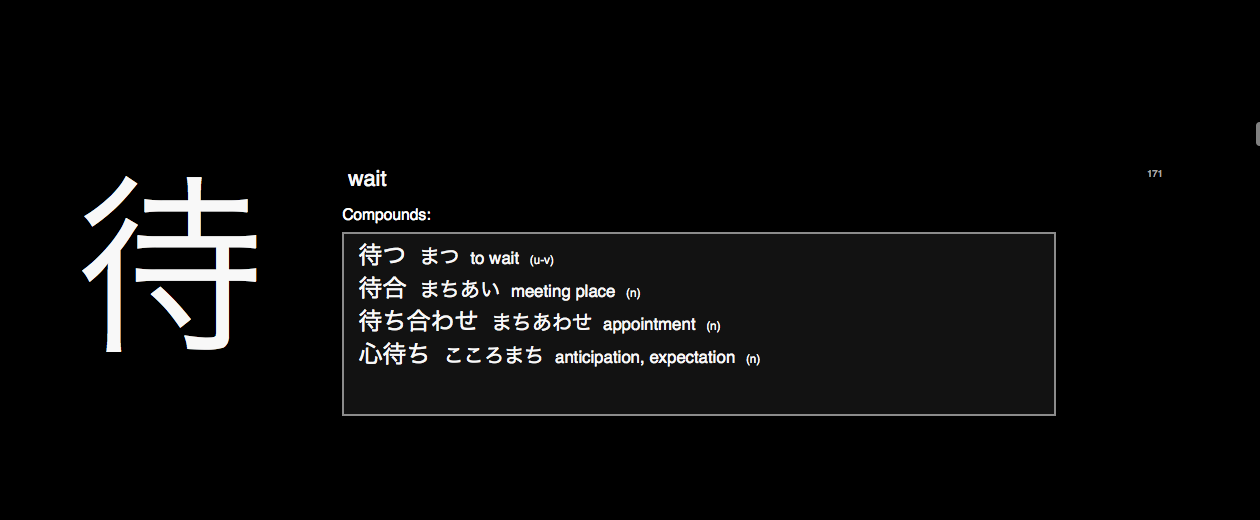 待
wait
171
Compounds:
待つ まつ to wait (u-v)
待合 まちあい meeting place (n)
待ち合わせ まちあわせ appointment (n)
心待ち こころまち anticipation, expectation (n)